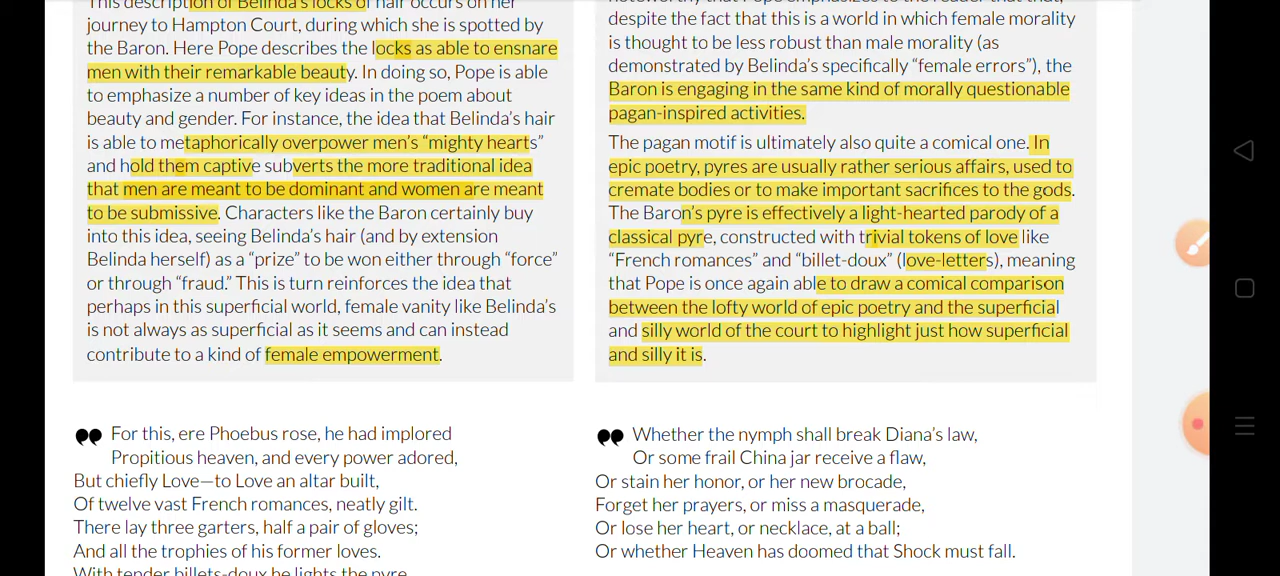 This description of Belinda's locks of hair occurs on her
journey to Hampton Court, during which she is spotted by
the Baron. Here Pope describes the locks as able to ensnare
men with their remarkable beauty. In doing so, Pope is able
to emphasize a number of key ideas in the poem about
beauty and gender. For instance, the idea that Belinda's hair
is able to metaphorically overpower men's “mighty hearts”
and hold them captive subverts the more traditional idea
that men are meant to be dominant and women are meant
to be submissive. Characters like the Baron certainly buy
into this idea, seeing Belinda's hair (and by extension
Belinda herself) as a “prize” to be won either through “force”
or through “fraud.” This is turn reinforces the idea that
perhaps in this superficial world, female vanity like Belinda's
is not always as superficial as it seems and can instead
contribute to a kind of female empowerment.
For this, ere Phoebus rose, he had implored
Propitious heaven, and every power adored,
But chiefly Love—to Love an altar built,
Of twelve vast French romances, neatly gilt.
There lay three garters, half a pair of gloves;
And all the trophies of his former loves.
With tender billets-doux he lights the pyre
noteworthy that Pope emphasizes to the reader that,
despite the fact that this is a world in which female morality
is thought to be less robust than male morality (as
demonstrated by Belinda's specifically “female errors”), the
Baron is engaging in the same kind of morally questionable
pagan-inspired activities.
The pagan motif is ultimately also quite a comical one. In
epic poetry, pyres are usually rather serious affairs, used to
cremate bodies or to make important sacrifices to the gods.
The Baron's pyre is effectively a light-hearted parody of a
classical pyre, constructed with trivial tokens of love like
“French romances” and “billet-doux” (love-letters), meaning
that Pope is once again able to draw a comical comparison
between the lofty world of epic poetry and the superficial
and silly world of the court to highlight just how superficial
and silly it is.
Whether the nymph shall break Diana's law,
Or some frail China jar receive a flaw,
Or stain her honor, or her new brocade,
Forget her prayers, or miss a masquerade,
Or lose her heart, or necklace, at a ball;
Or whether Heaven has doomed that Shock must fall.